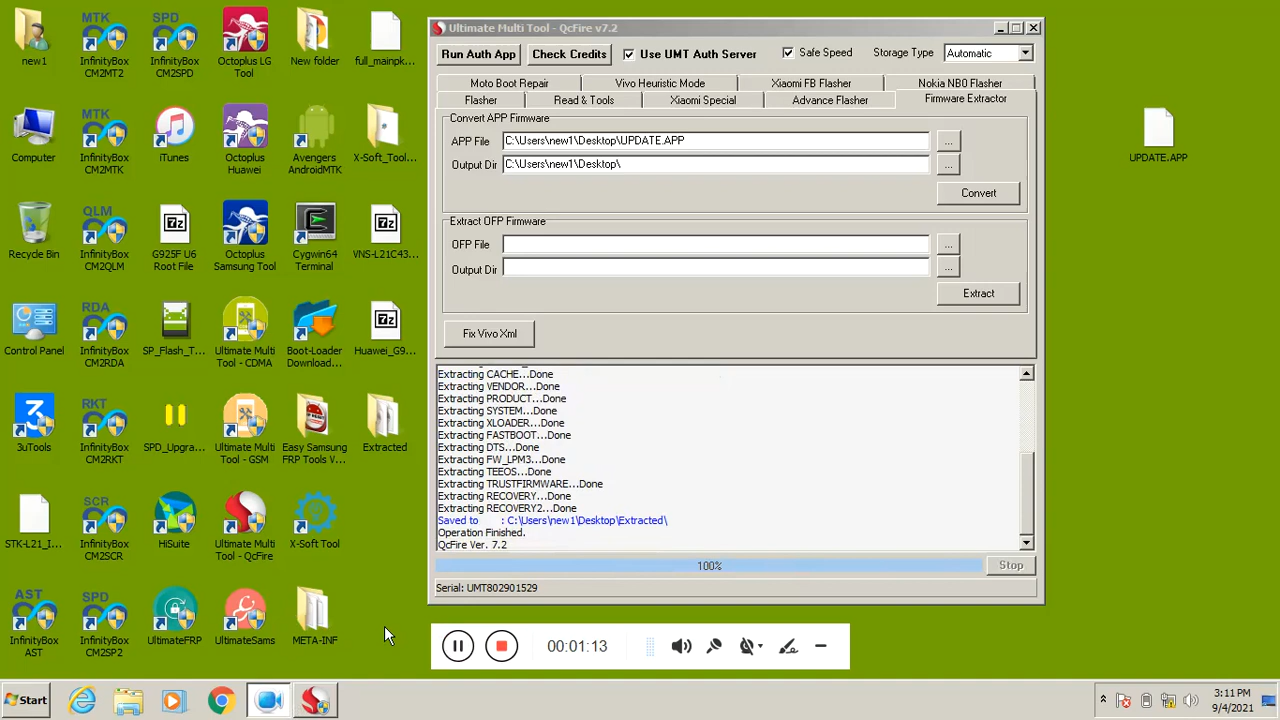 new1
InfinityBox CM2MT2
InfinityBox CM2SPD
Octoplus LG Tool
New folder
full_mainpk...
Computer
InfinityBox CM2MTK
iTunes
Octoplus Huawei
Avengers AndroidMTK
X-Soft_Tool...
Recycle Bin
InfinityBox CM2QLM
G925F U6 Root File
Octoplus Samsung Tool
Cygwin64 Terminal
VNS-L21C43...
Control Panel
InfinityBox CM2RDA
SP_Flash_T...
Ultimate Multi Tool - CDMA
Boot-Loader Download...
Huawei_G9...
3uTools
InfinityBox CM2RKT
SPD_Upgra...
Ultimate Multi Tool - GSM
Easy Samsung FRP Tools V...
Extracted
STK-L21_I...
InfinityBox CM2SCR
HiSuite
Ultimate Multi Tool - QcFire
X-Soft Tool
InfinityBox AST
InfinityBox CM2SP2
UltimateFRP
UltimateSams
META-INF
MTK
SPD
MTK
QLM
7z
7z
RDA
7z
RKT
SCR
AST
SPD
UPDATE.APP
Ultimate Multi Tool - QcFire v7.2
Run Auth App
Check Credits
Use UMT Auth Server
Safe Speed
Storage Type
Automatic
Moto Boot Repair
Vivo Heuristic Mode
Xiaomi FB Flasher
Nokia NB0 Flasher
Flasher
Read & Tools
Xiaomi Special
Advance Flasher
Firmware Extractor
Convert APP Firmware
APP File
C:\Users\new1\Desktop\UPDATE.APP
...
Output Dir
C:\Users\new1\Desktop\
...
Convert
Extract OFP Firmware
OFP File
...
Output Dir
...
Extract
Fix Vivo Xml
Extracting CACHE...Done
Extracting VENDOR...Done
Extracting PRODUCT...Done
Extracting SYSTEM...Done
Extracting XLOADER...Done
Extracting FASTBOOT...Done
Extracting DTS...Done
Extracting FW_LPM3...Done
Extracting TEEOS...Done
Extracting TRUSTFIRMWARE...Done
Extracting RECOVERY...Done
Extracting RECOVERY2...Done
Saved to : C:\Users\new1\Desktop\Extracted\
Operation Finished.
QcFire Ver. 7.2
100%
Stop
Serial: UMT802901529
00:01:13
Start
3:11 PM
9/4/2021